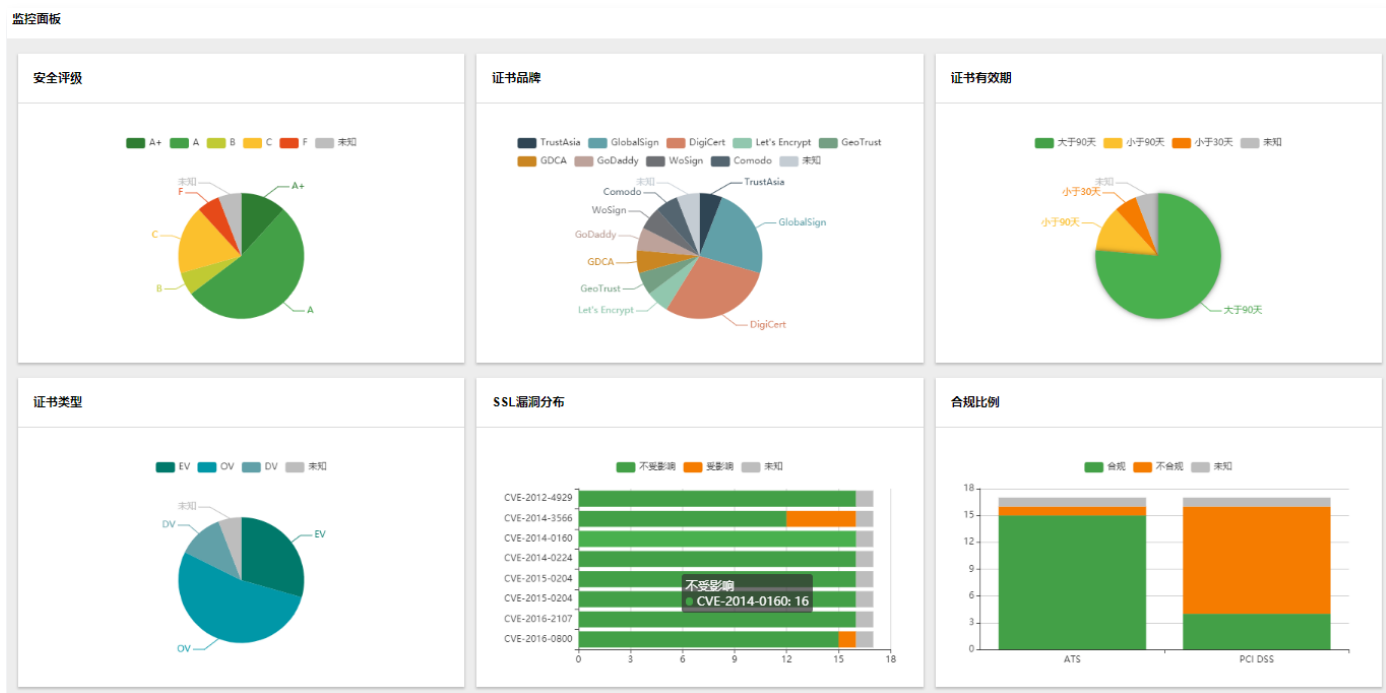 监控面板
安全评级
A+ A B C F 未知
未知
F
A+
C
B
A
证书品牌
TrustAsia GlobalSign DigiCert Let's Encrypt GeoTrust
GDCA GoDaddy WoSign Comodo 未知
未知
TrustAsia
Comodo
WoSign
GlobalSign
GoDaddy
GDCA
GeoTrust
Let's Encrypt
DigiCert
证书有效期
大于90天 小于90天 小于30天 未知
未知
小于30天
小于90天
大于90天
证书类型
EV OV DV 未知
未知
DV
EV
OV
SSL漏洞分布
不受影响 受影响 未知
CVE-2012-4929
CVE-2014-3566
CVE-2014-0160
CVE-2014-0224
CVE-2015-0204
CVE-2015-0204
CVE-2016-2107
CVE-2016-0800
不受影响
CVE-2014-0160: 16
0 3 6 9 12 15 18
合规比例
合规 不合规 未知
18
15
12
9
6
3
0
ATS PCI DSS